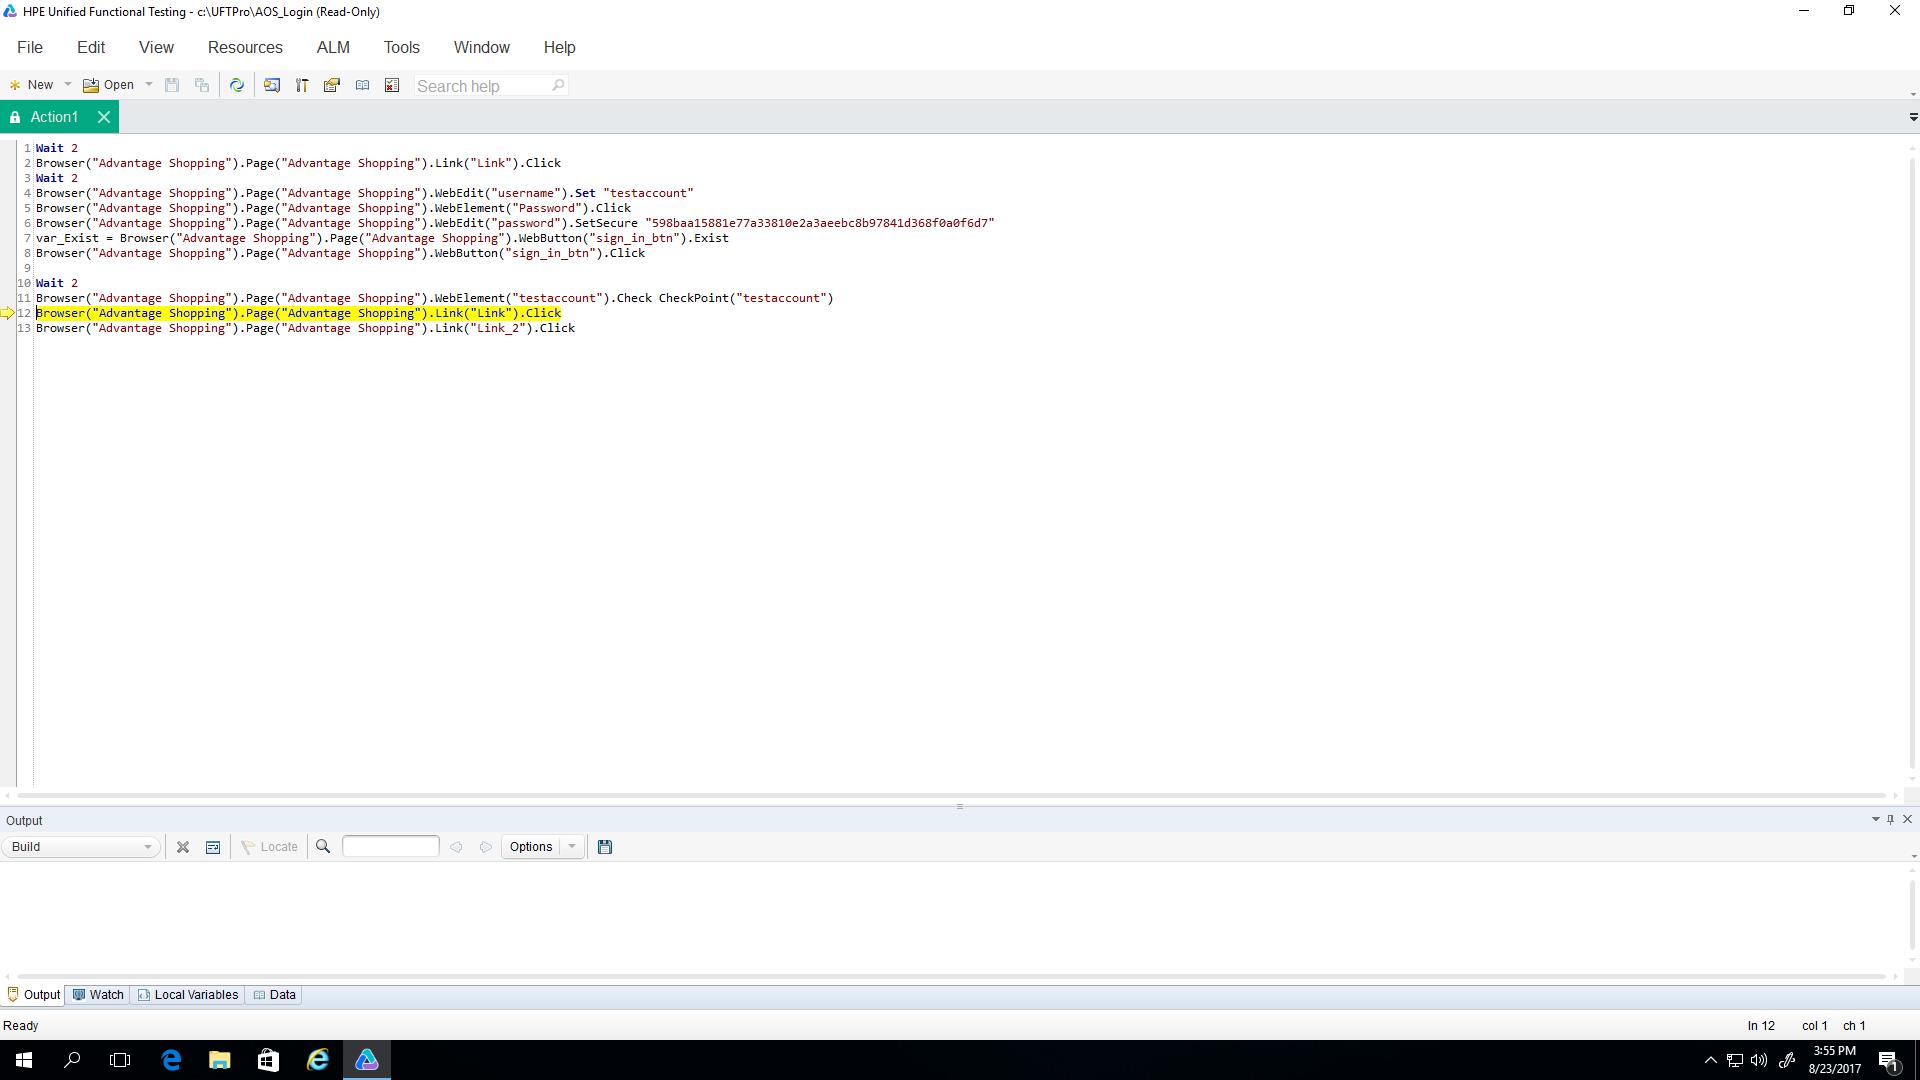 HPE Unified Functional Testing - c:\UFTPro\AOS_Login (Read-Only)
File Edit View Resources ALM Tools Window Help
New Open Search help
Action1
1 Wait 2
2 Browser("Advantage Shopping").Page("Advantage Shopping").Link("Link").Click
3 Wait 2
4 Browser("Advantage Shopping").Page("Advantage Shopping").WebEdit("username").Set "testaccount"
5 Browser("Advantage Shopping").Page("Advantage Shopping").WebElement("Password").Click
6 Browser("Advantage Shopping").Page("Advantage Shopping").WebEdit("password").SetSecure "598baa15881e77a33810e2a3aeebc8b97841d368f0a0f6d7"
7 var_Exist = Browser("Advantage Shopping").Page("Advantage Shopping").WebButton("sign_in_btn").Exist
8 Browser("Advantage Shopping").Page("Advantage Shopping").WebButton("sign_in_btn").Click
9
10 Wait 2
11 Browser("Advantage Shopping").Page("Advantage Shopping").WebElement("testaccount").Check CheckPoint("testaccount")
12 Browser("Advantage Shopping").Page("Advantage Shopping").Link("Link").Click
13 Browser("Advantage Shopping").Page("Advantage Shopping").Link("Link_2").Click
Output
Build Locate Options
Output Watch Local Variables Data
Ready ln 12 col 1 ch 1
3:55 PM
8/23/2017
1